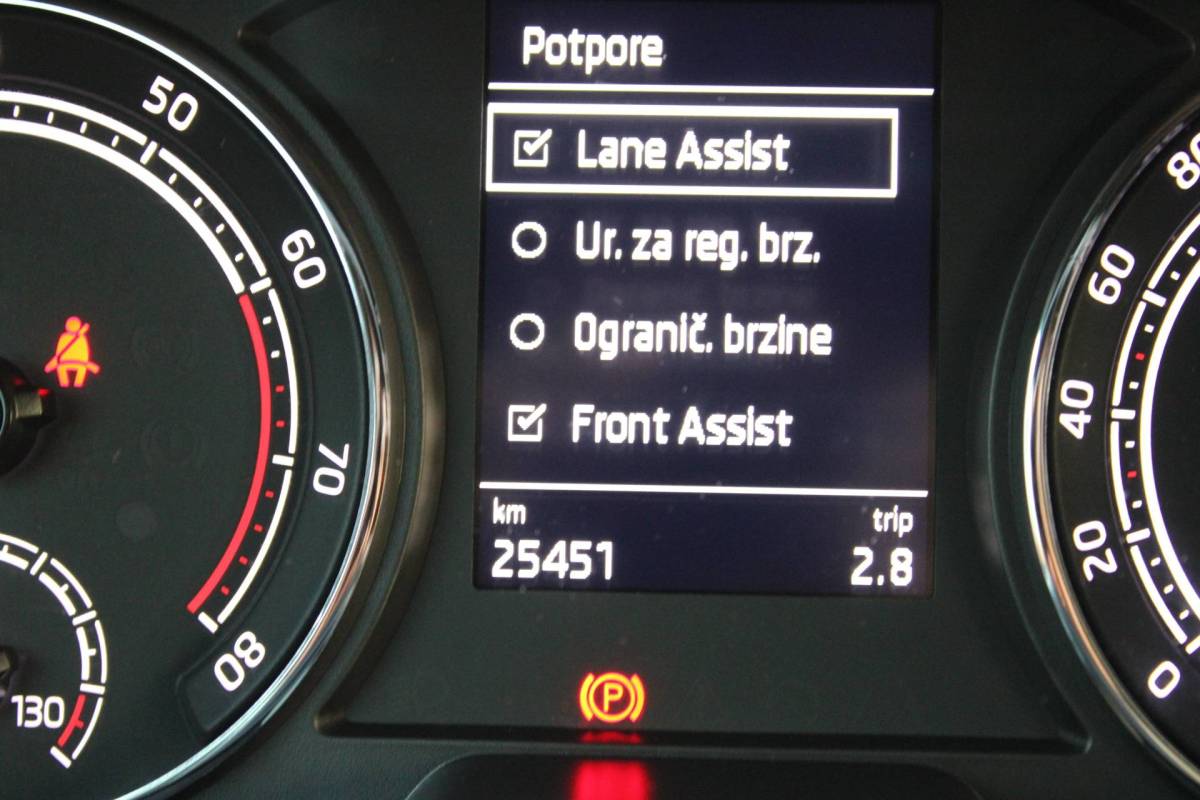 Potpore
Lane Assist
Ur. za reg. brz.
Ogranič. brzine
Front Assist
km
trip
25451
2.8
50
60
70
80
130
P
80
60
40
20
0